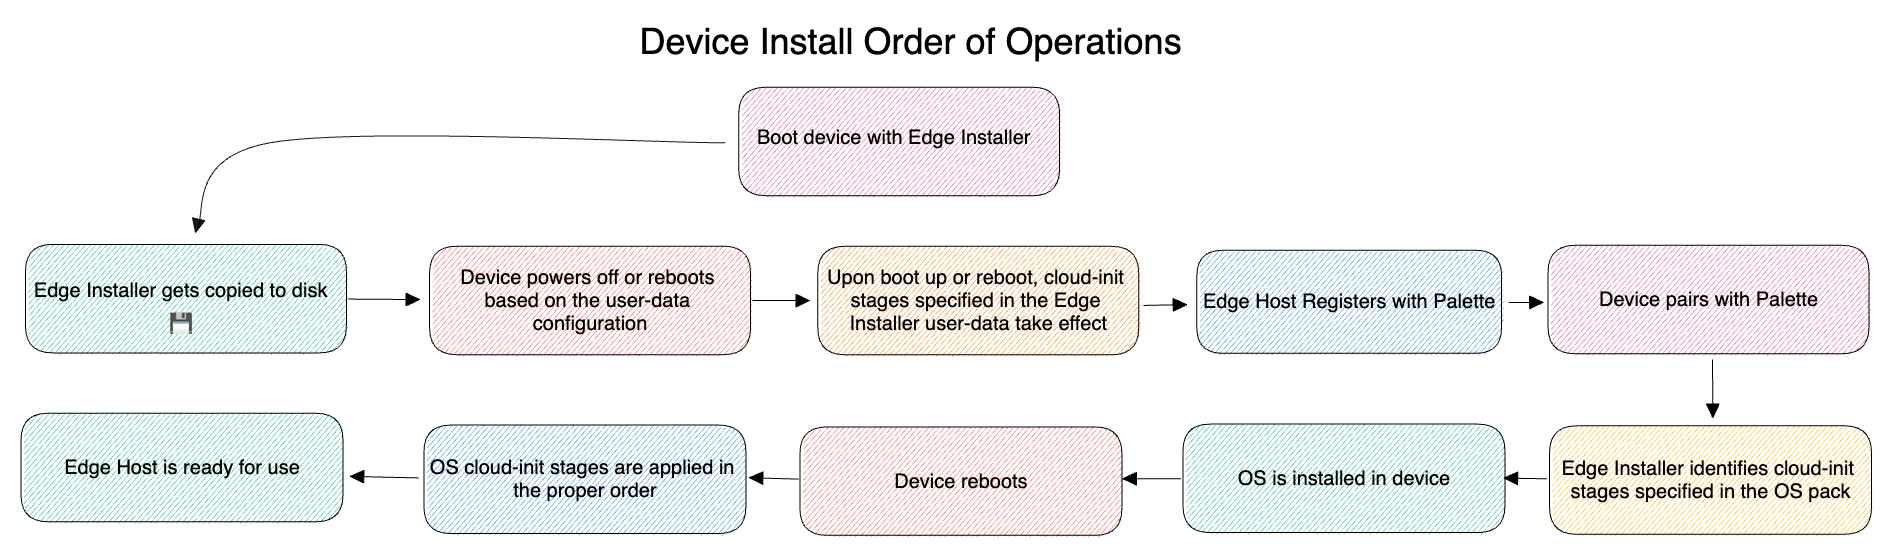 Device Install Order of Operations
Boot device with Edge Installer
Edge Installer gets copied to disk
Device powers off or reboots
based on the user-data
configuration
Upon boot up or reboot, cloud-init
stages specified in the Edge
Installer user-data take effect
Edge Host Registers with Palette
Device pairs with Palette
Edge Installer identifies cloud-init
stages specified in the OS pack
OS is installed in device
Device reboots
OS cloud-init stages are applied in
the proper order
Edge Host is ready for use